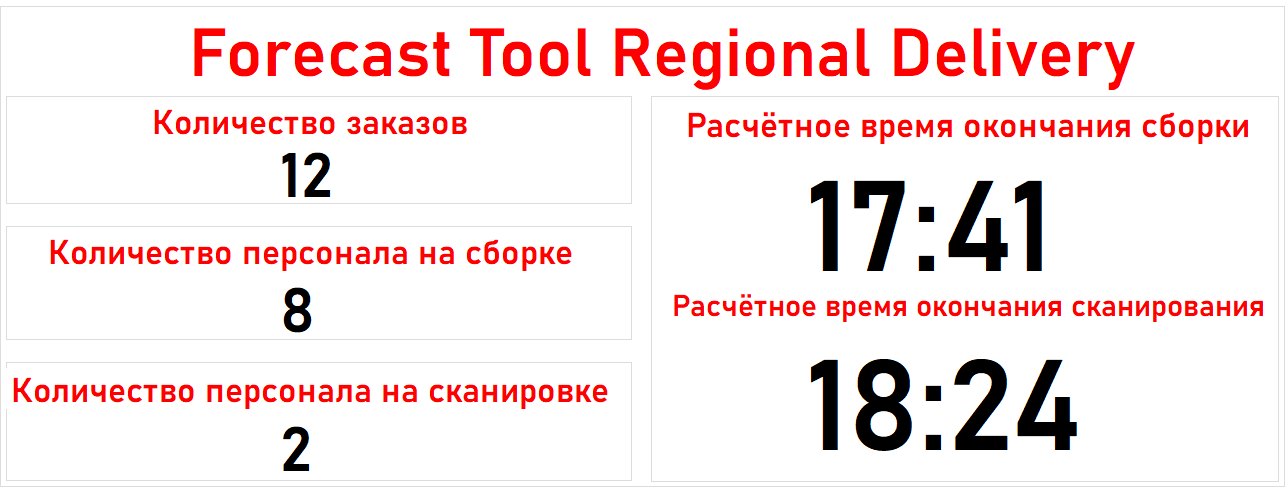 Forecast Tool Regional Delivery
Количество заказов
12
Количество персонала на сборке
8
Количество персонала на сканировке
2
Расчётное время окончания сборки
17:41
Расчётное время окончания сканирования
18:24